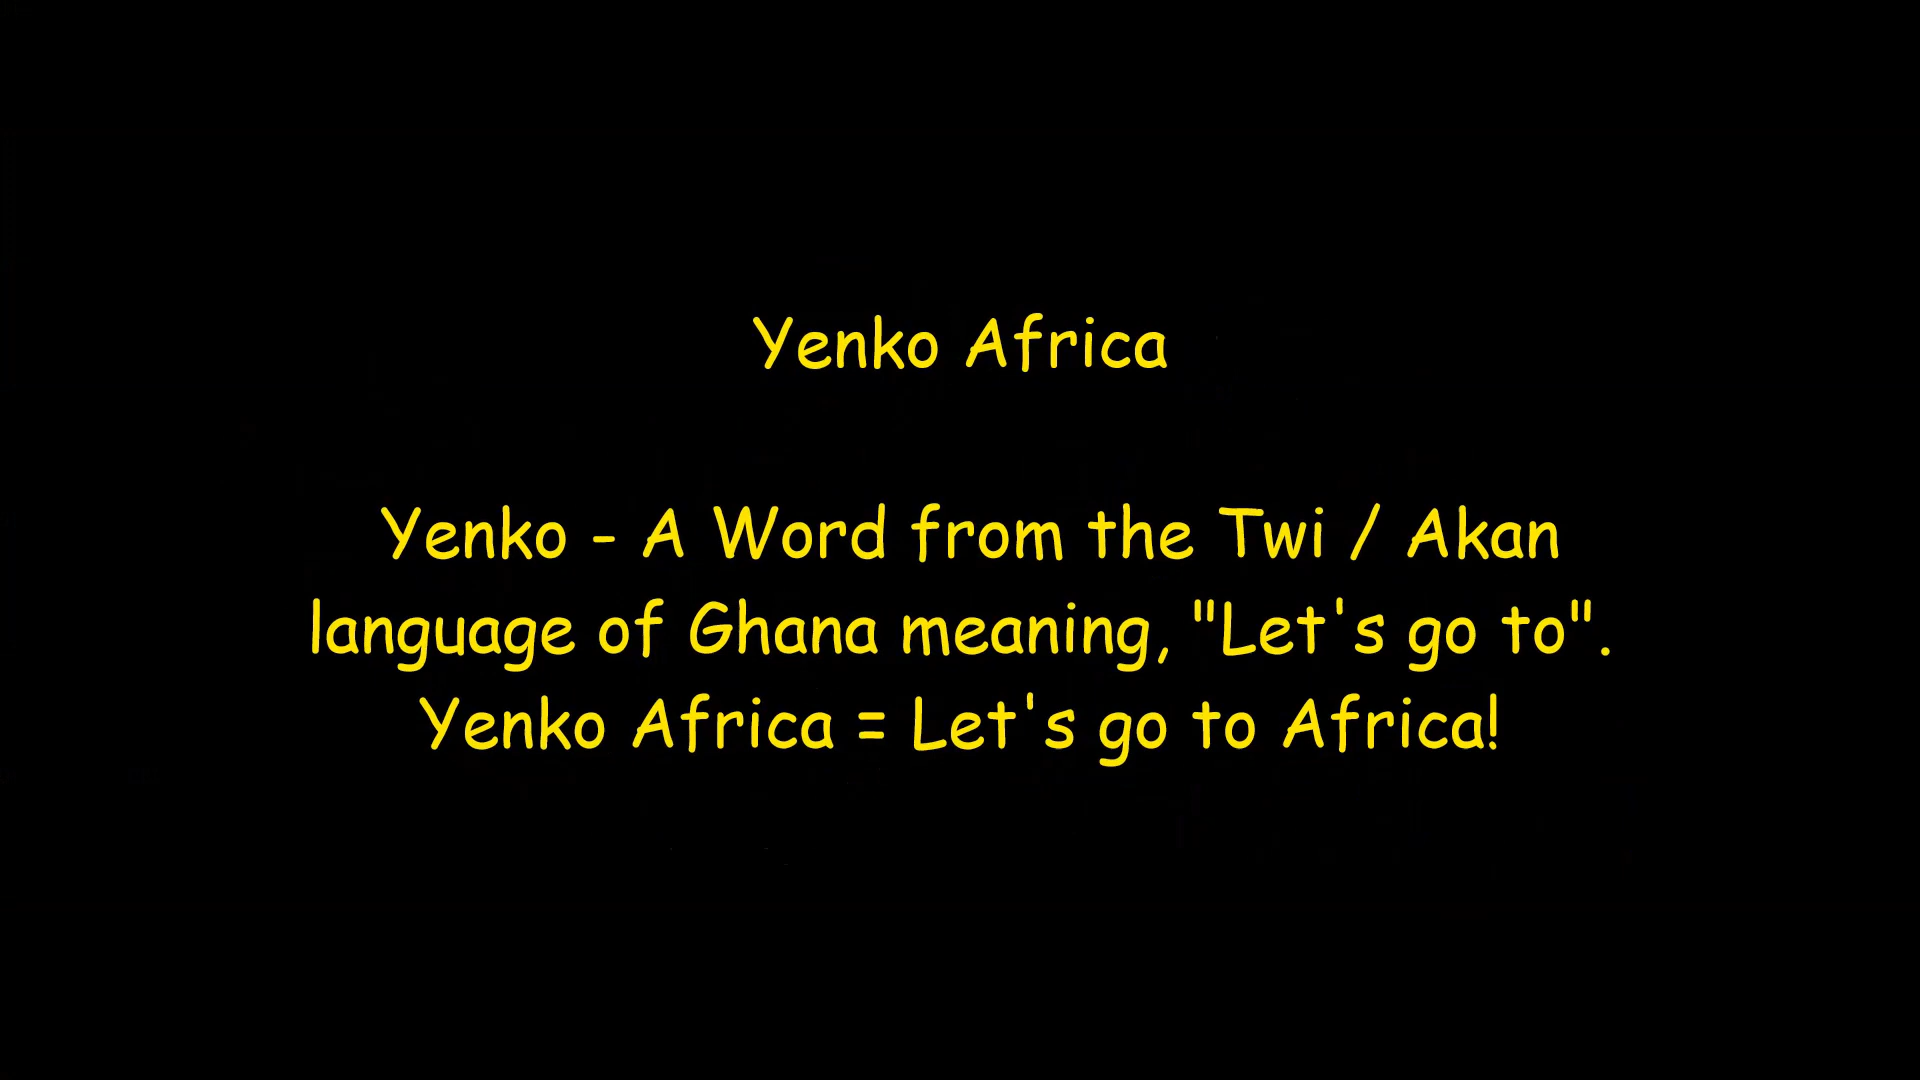 Yenko Africa
Yenko - A Word from the Twi / Akan
language of Ghana meaning, "Let's go to".
Yenko Africa = Let's go to Africa!